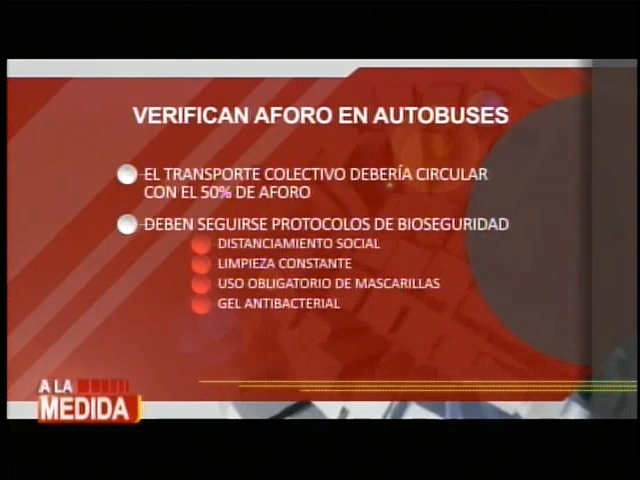 VERIFICAN AFORO EN AUTOBUSES
EL TRANSPORTE COLECTIVO DEBERÍA CIRCULAR
CON EL 50% DE AFORO
DEBEN SEGUIRSE PROTOCOLOS DE BIOSEGURIDAD
DISTANCIAMIENTO SOCIAL
LIMPIEZA CONSTANTE
USO OBLIGATORIO DE MASCARILLAS
GEL ANTIBACTERIAL
A LA
MEDIDA